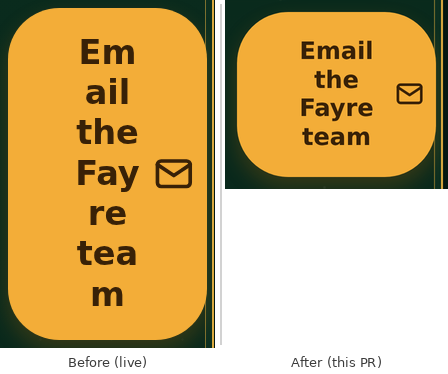 Em
ail
the
Fay
re
tea
m
Before (live)
Email
the
Fayre
team
After (this PR)